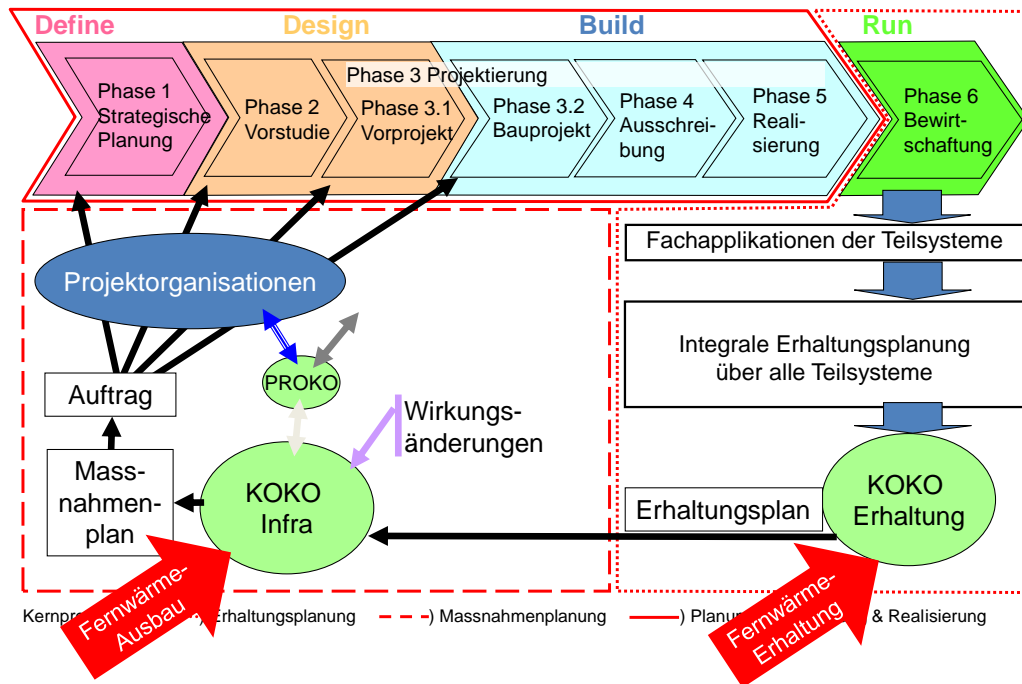 Define
Design
Build
Run
Phase 3 Projektierung
Phase 1
Strategische
Planung
Phase 2
Vorstudie
Phase 3.1
Vorprojekt
Phase 3.2
Bauprojekt
Phase 4
Ausschrei-
bung
Phase 5
Reali-
sierung
Phase 6
Bewirt-
schaftung
Projektorganisationen
Fachapplikationen der Teilsysteme
Integrale Erhaltungsplanung
über alle Teilsysteme
Auftrag
PROKO
Wirkungs-
änderungen
Mass-
nahmen-
plan
KOKO
Infra
Erhaltungsplan
KOKO
Erhaltung
Fernwärme-
Ausbau
Fernwärme-
Erhaltung
) Erhaltungsplanung
) Massnahmenplanung
) & Realisierung